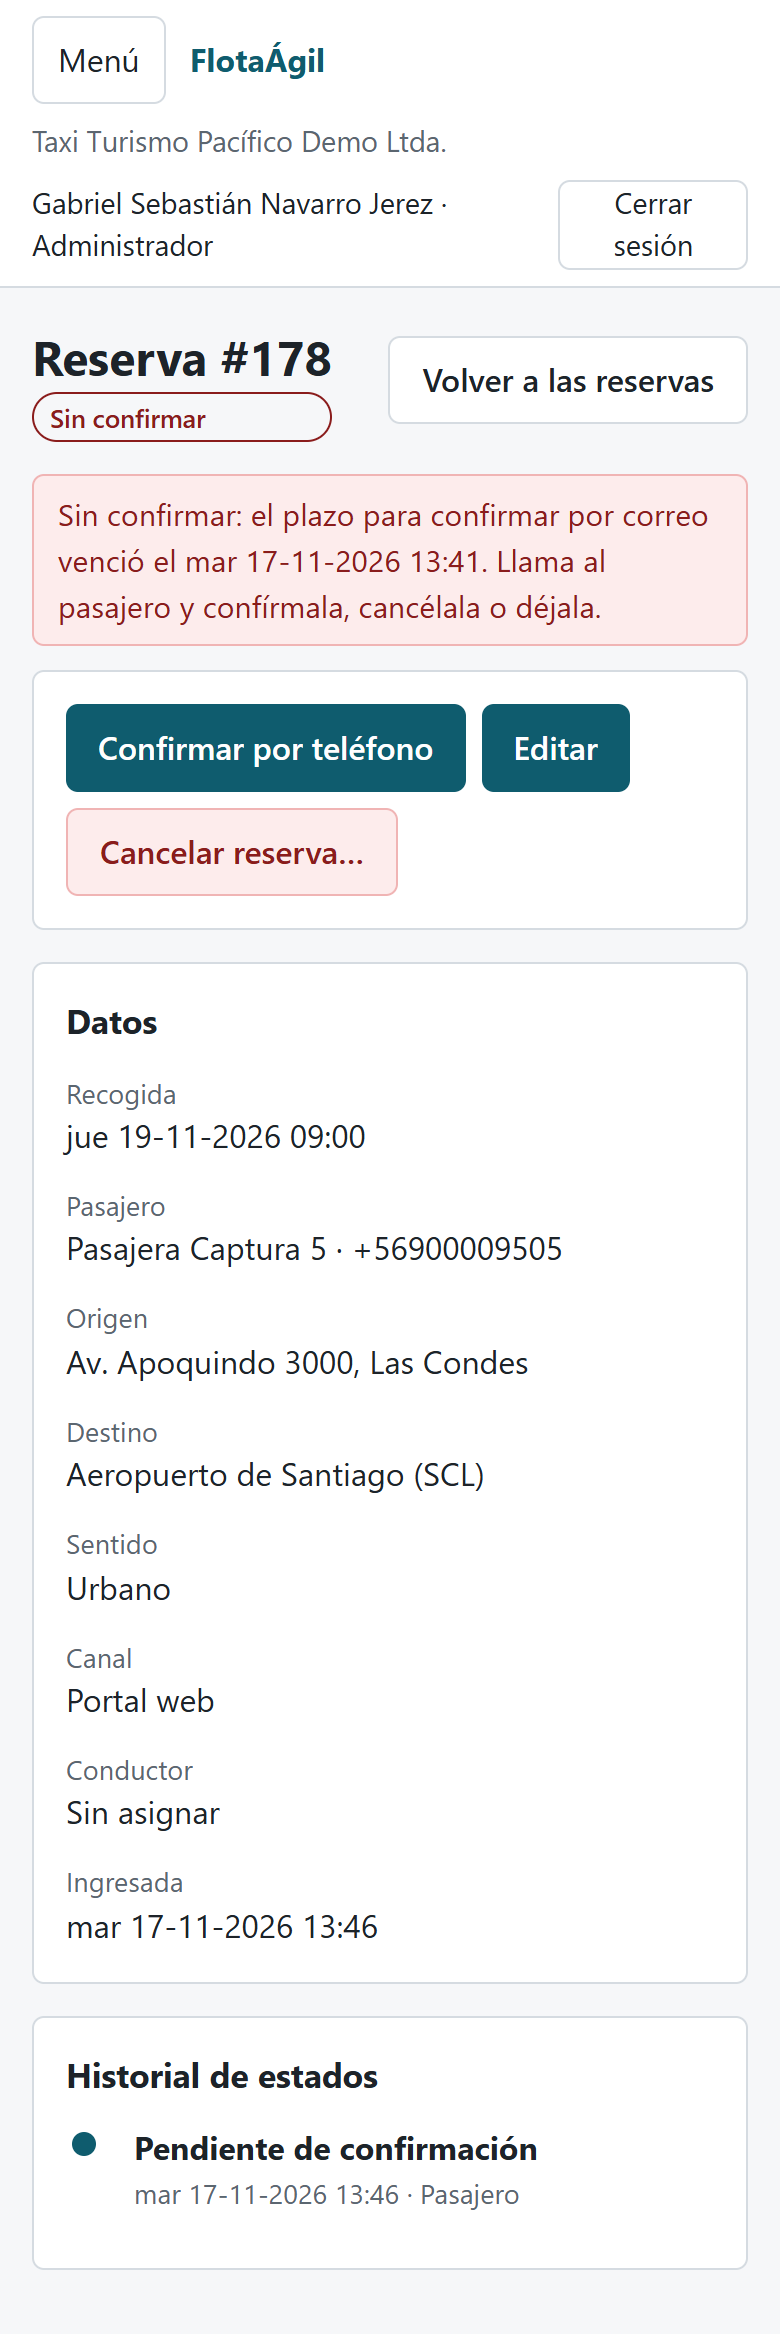 Menú
FlotaÁgil
Taxi Turismo Pacífico Demo Ltda.
Gabriel Sebastián Navarro Jerez ·
Administrador
Cerrar
sesión
Reserva #178
Sin confirmar
Volver a las reservas
Sin confirmar: el plazo para confirmar por correo
venció el mar 17-11-2026 13:41. Llama al
pasajero y confírmala, cancélala o déjala.
Confirmar por teléfono
Editar
Cancelar reserva...
Datos
Recogida
jue 19-11-2026 09:00
Pasajero
Pasajera Captura 5 · +56900009505
Origen
Av. Apoquindo 3000, Las Condes
Destino
Aeropuerto de Santiago (SCL)
Sentido
Urbano
Canal
Portal web
Conductor
Sin asignar
Ingresada
mar 17-11-2026 13:46
Historial de estados
Pendiente de confirmación
mar 17-11-2026 13:46 · Pasajero